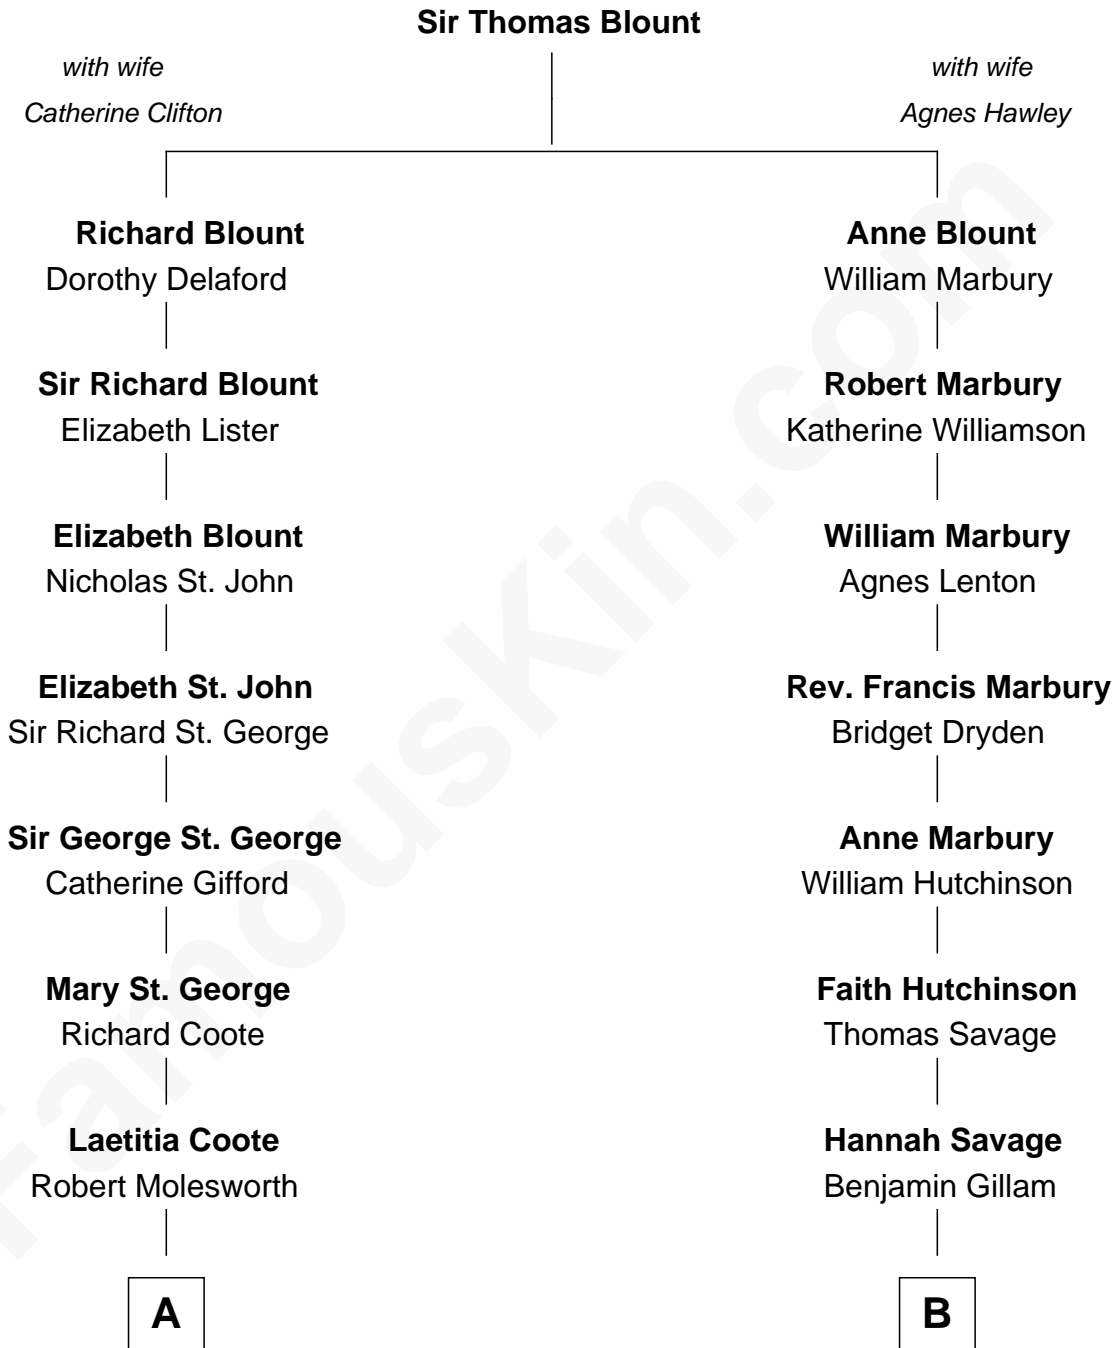 Sir Thomas Blount
with wife
Catherine Clifton
with wife
Agnes Hawley
Richard Blount
Dorothy Delaford
Anne Blount
William Marbury
Sir Richard Blount
Elizabeth Lister
Robert Marbury
Katherine Williamson
Elizabeth Blount
Nicholas St. John
William Marbury
Agnes Lenton
Elizabeth St. John
Sir Richard St. George
Rev. Francis Marbury
Bridget Dryden
Sir George St. George
Catherine Gifford
Anne Marbury
William Hutchinson
Mary St. George
Richard Coote
Faith Hutchinson
Thomas Savage
Laetitia Coote
Robert Molesworth
Hannah Savage
Benjamin Gillam
A
B
FamousKin.com